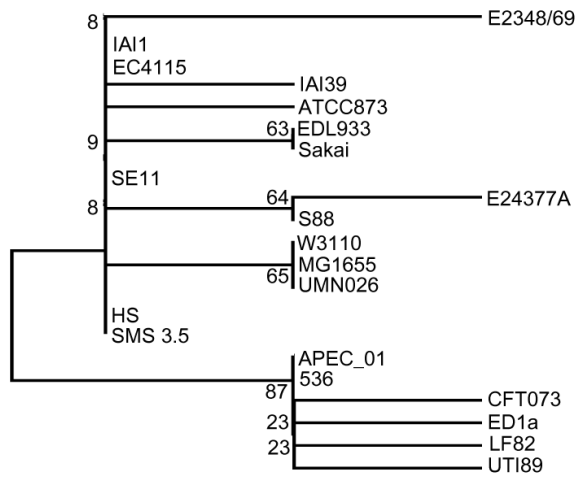 8 E2348/69
IAI1
EC4115
IAI39
ATCC873
63 EDL933
9 Sakai
SE11
64 E24377A
8 S88
W3110
MG1655
65 UMN026
HS
SMS 3.5
APEC_01
536
87
CFT073
23 ED1a
23 LF82
UTI89